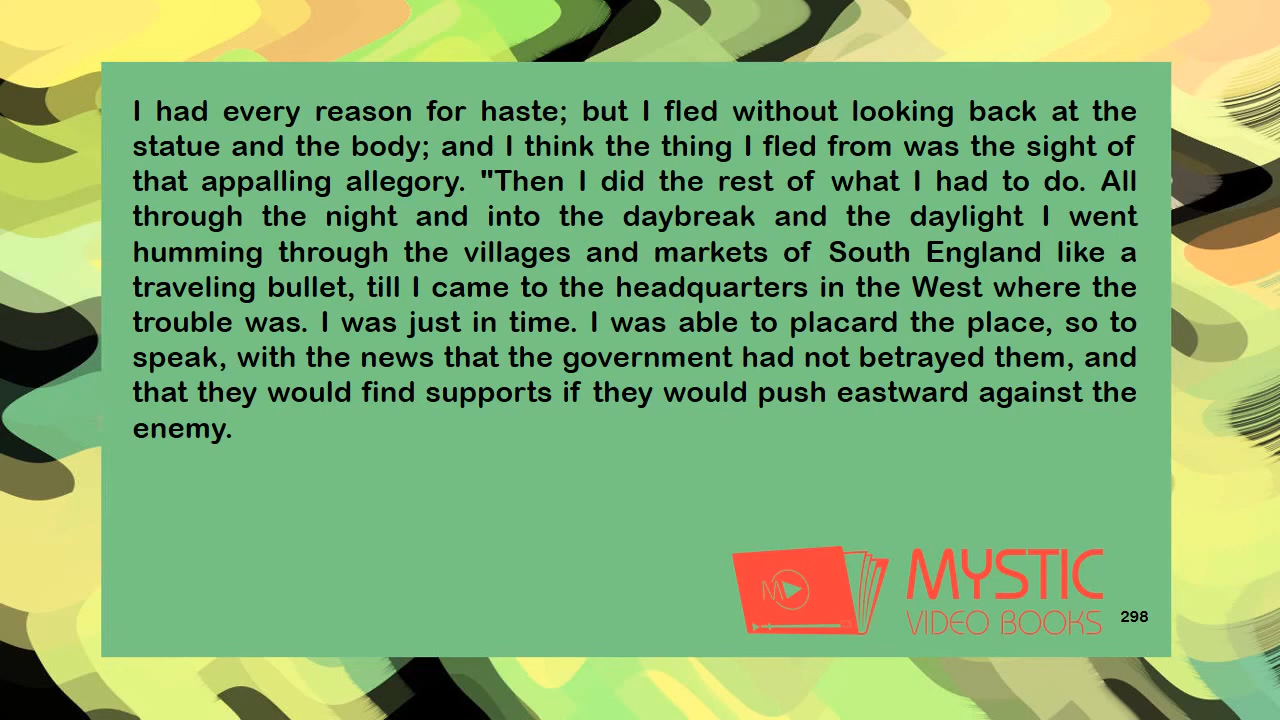 I had every reason for haste; but I fled without looking back at the
statue and the body; and I think the thing I fled from was the sight of
that appalling allegory. "Then I did the rest of what I had to do. All
through the night and into the daybreak and the daylight I went
humming through the villages and markets of South England like a
traveling bullet, till I came to the headquarters in the West where the
trouble was. I was just in time. I was able to placard the place, so to
speak, with the news that the government had not betrayed them, and
that they would find supports if they would push eastward against the
enemy.
M
MYSTIC
VIDEO BOOKS
298